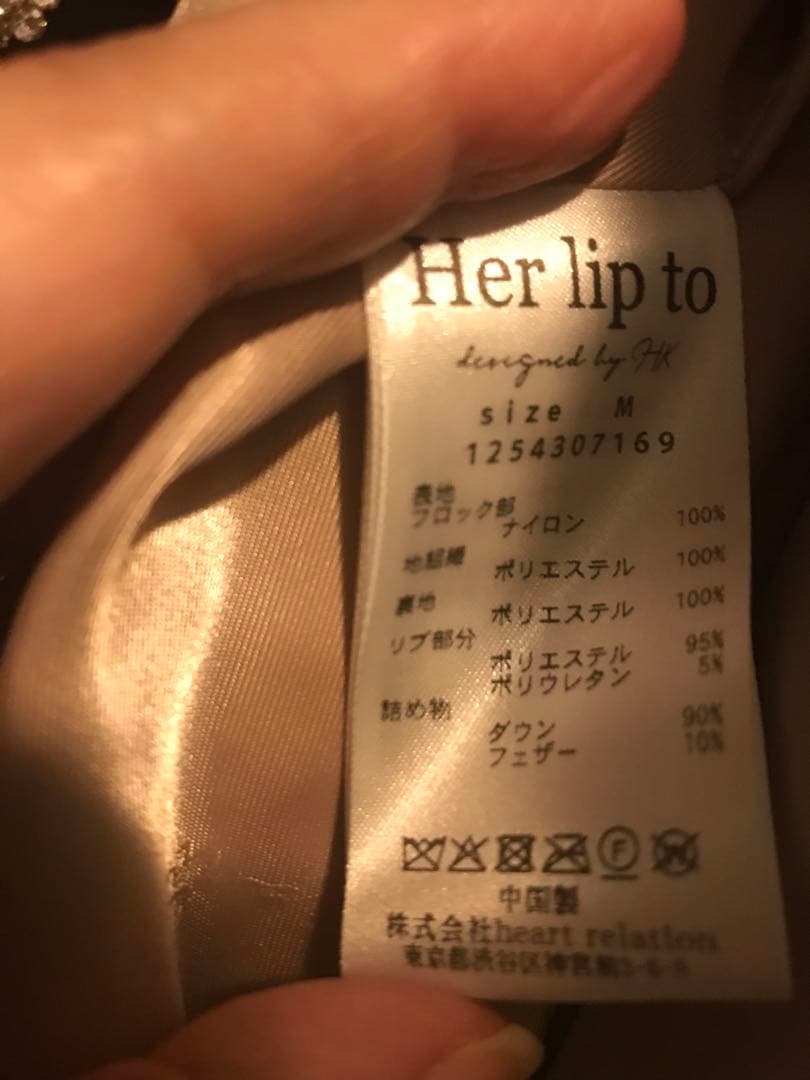 Her lip to
designed by HK
size M
1254307169
表地
フロック部
ナイロン 100%
地組織
ポリエステル 100%
裏地
ポリエステル 100%
リブ部分
ポリエステル 95%
ポリウレタン 5%
詰め物
ダウン 90%
フェザー 10%
F
中国製
株式会社heart relation
東京都渋谷区神宮前